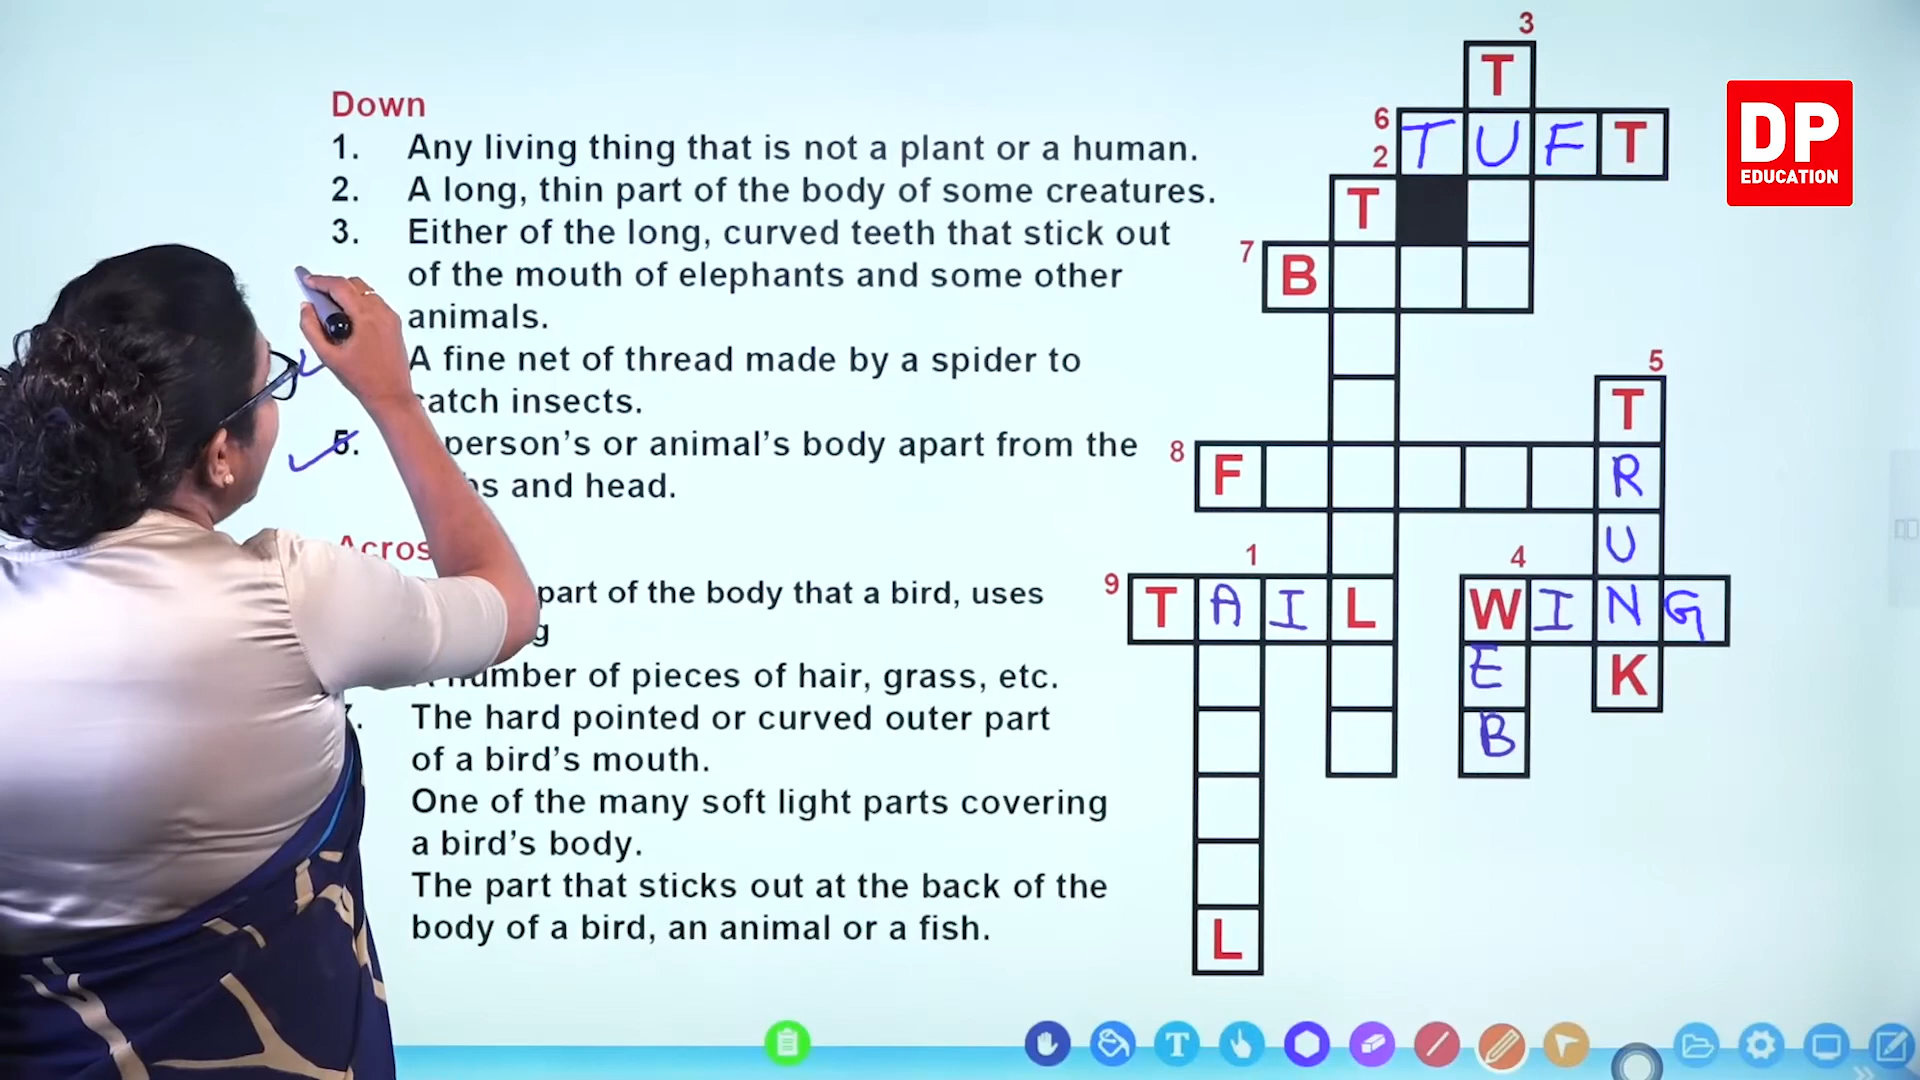 Down
1. Any living thing that is not a plant or a human.
2. A long, thin part of the body of some creatures.
3. Either of the long, curved teeth that stick out
of the mouth of elephants and some other
animals.
A fine net of thread made by a spider to
insects.
5. person's or animal's body apart from the
and head.
part of the body that a bird, uses
of pieces of hair, grass, etc.
7. The hard pointed or curved outer part
of a bird's mouth.
One of the many soft light parts covering
a bird's body.
The part that sticks out at the back of the
body of a bird, an animal or a fish.
3
T
6 T U F T
2
T
7 B
5
T
8 F R
U
1 4
9 T A I L W I N G
E K
B
L
DP
EDUCATION
T